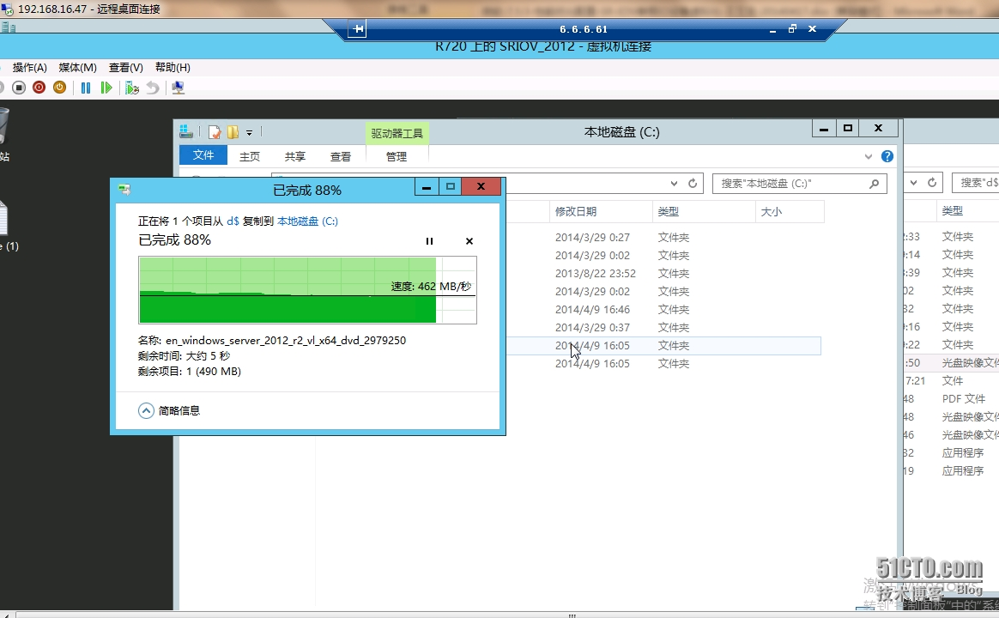 192.168.16.47 - 远程桌面连接
6.6.6.61
R720 上的 SRIOV_2012 - 虚拟机连接
操作(A) 媒体(M) 查看(V) 帮助(H)
站
e (1)
驱动器工具
本地磁盘 (C:)
文件 主页 共享 查看 管理
搜索"本地磁盘 (C:)"
搜索"d$
修改日期 类型 大小
类型
2014/3/29 0:27 文件夹
2014/3/29 0:02 文件夹
2013/8/22 23:52 文件夹
2014/3/29 0:02 文件夹
2014/4/9 16:46 文件夹
2014/3/29 0:37 文件夹
2014/4/9 16:05 文件夹
2014/4/9 16:05 文件夹
:33 文件夹
:14 文件夹
:39 文件夹
02 文件夹
32 文件夹
:16 文件夹
:22 文件夹
:50 光盘映像文件
7:21 文件
48 PDF 文件
48 光盘映像文件
46 光盘映像文件
32 应用程序
19 应用程序
已完成 88%
正在将 1 个项目从 d$ 复制到 本地磁盘 (C:)
已完成 88%
速度: 462 MB/秒
名称: en_windows_server_2012_r2_vl_x64_dvd_2979250
剩余时间: 大约 5 秒
剩余项目: 1 (490 MB)
简略信息
51CTO.com
技术博客 Blog
转到"控制面板"中的"系统